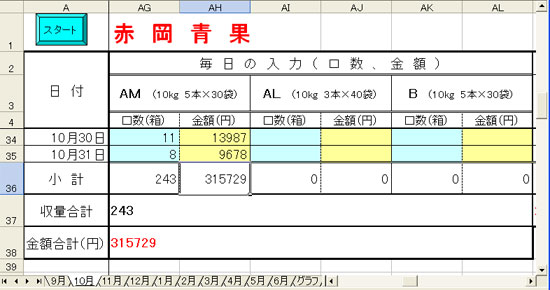 A AG AH AI AJ AK AL
1 スタート 赤岡青果
2 日付 毎日の入力(口数、金額)
3 AM (10kg 5本×30袋) AL (10kg 3本×40袋) B (10kg 5本×30袋)
4 口数(箱) 金額(円) 口数(箱) 金額(円) 口数(箱) 金額(円)
34 10月30日 11 13987
35 10月31日 8 9678
36 小計 243 315729 0 0 0 0
37 収量合計 243
38 金額合計(円) 315729
39
9月 10月 11月 12月 1月 2月 3月 4月 5月 6月 グラフ